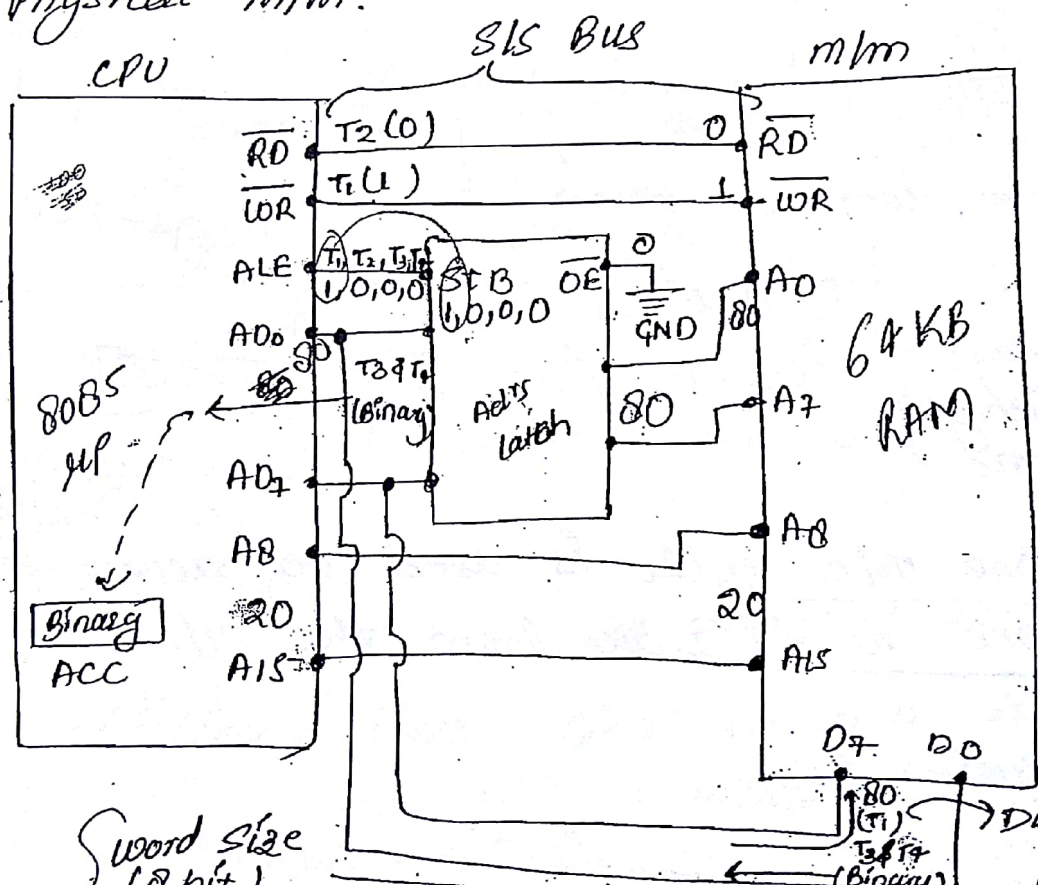 Physical m/m.
S/S Bus
CPU
m/m
RD
T2 (0)
0
RD
WR
T1 (1)
1
WR
ALE
T1, T2, T3, T4
1, 0, 0, 0
STB
1, 0, 0, 0
OE
0
GND
A0
80
AD0
80
T3 & T4
(Binary)
Adrs
Latch
80
A7
64 KB
RAM
8085
μP
AD7
A8
A8
20
20
Binary
ACC
A15
A15
D7
D0
80
(T1)
T3 & T4
(Binary)
word size
(8 bit)